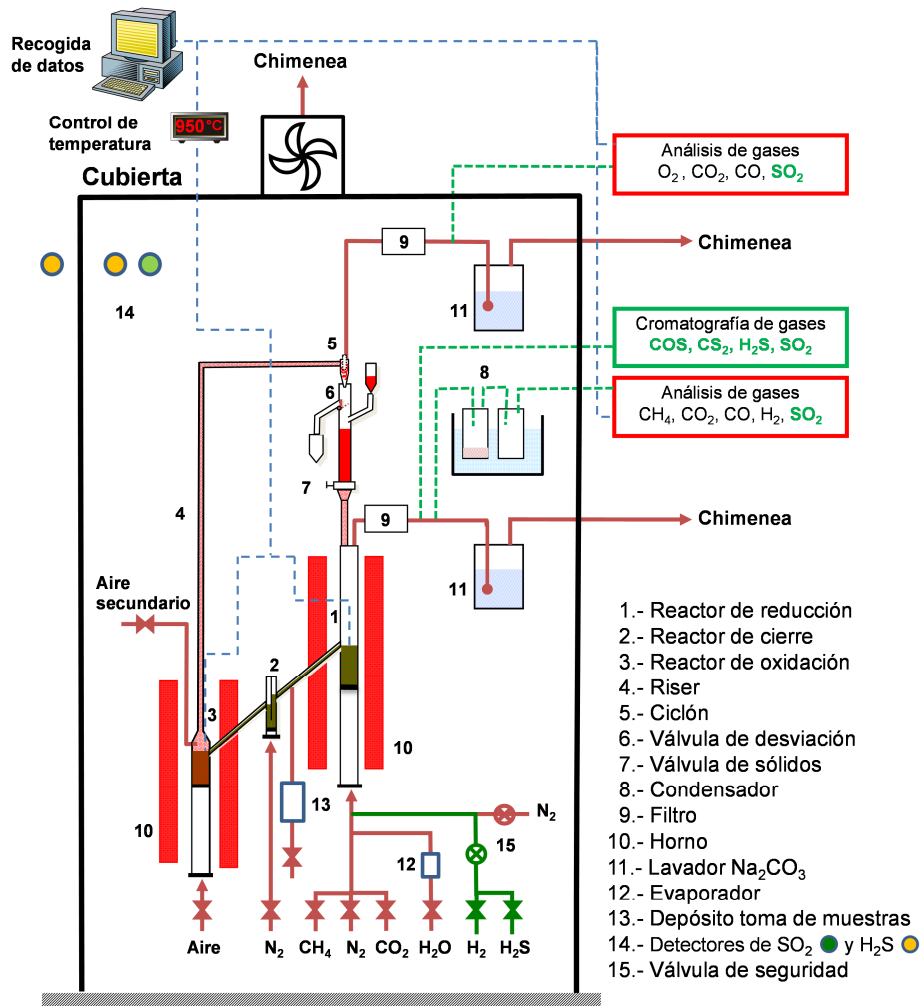 Recogida
de datos
Chimenea
Control de
temperatura
950 °C
Cubierta
Análisis de gases
O₂, CO₂, CO, SO₂
9
Chimenea
14
11
5
Cromatografía de gases
COS, CS₂, H₂S, SO₂
8
6
Análisis de gases
CH₄, CO₂, CO, H₂, SO₂
7
4
9
Chimenea
Aire
secundario
11
1
2
3
10
10
13
N₂
15
12
Aire
N₂
CH₄
N₂
CO₂
H₂O
H₂
H₂S
1.- Reactor de reducción
2.- Reactor de cierre
3.- Reactor de oxidación
4.- Riser
5.- Ciclón
6.- Válvula de desviación
7.- Válvula de sólidos
8.- Condensador
9.- Filtro
10.- Horno
11.- Lavador Na₂CO₃
12.- Evaporador
13.- Depósito toma de muestras
14.- Detectores de SO₂ y H₂S
15.- Válvula de seguridad